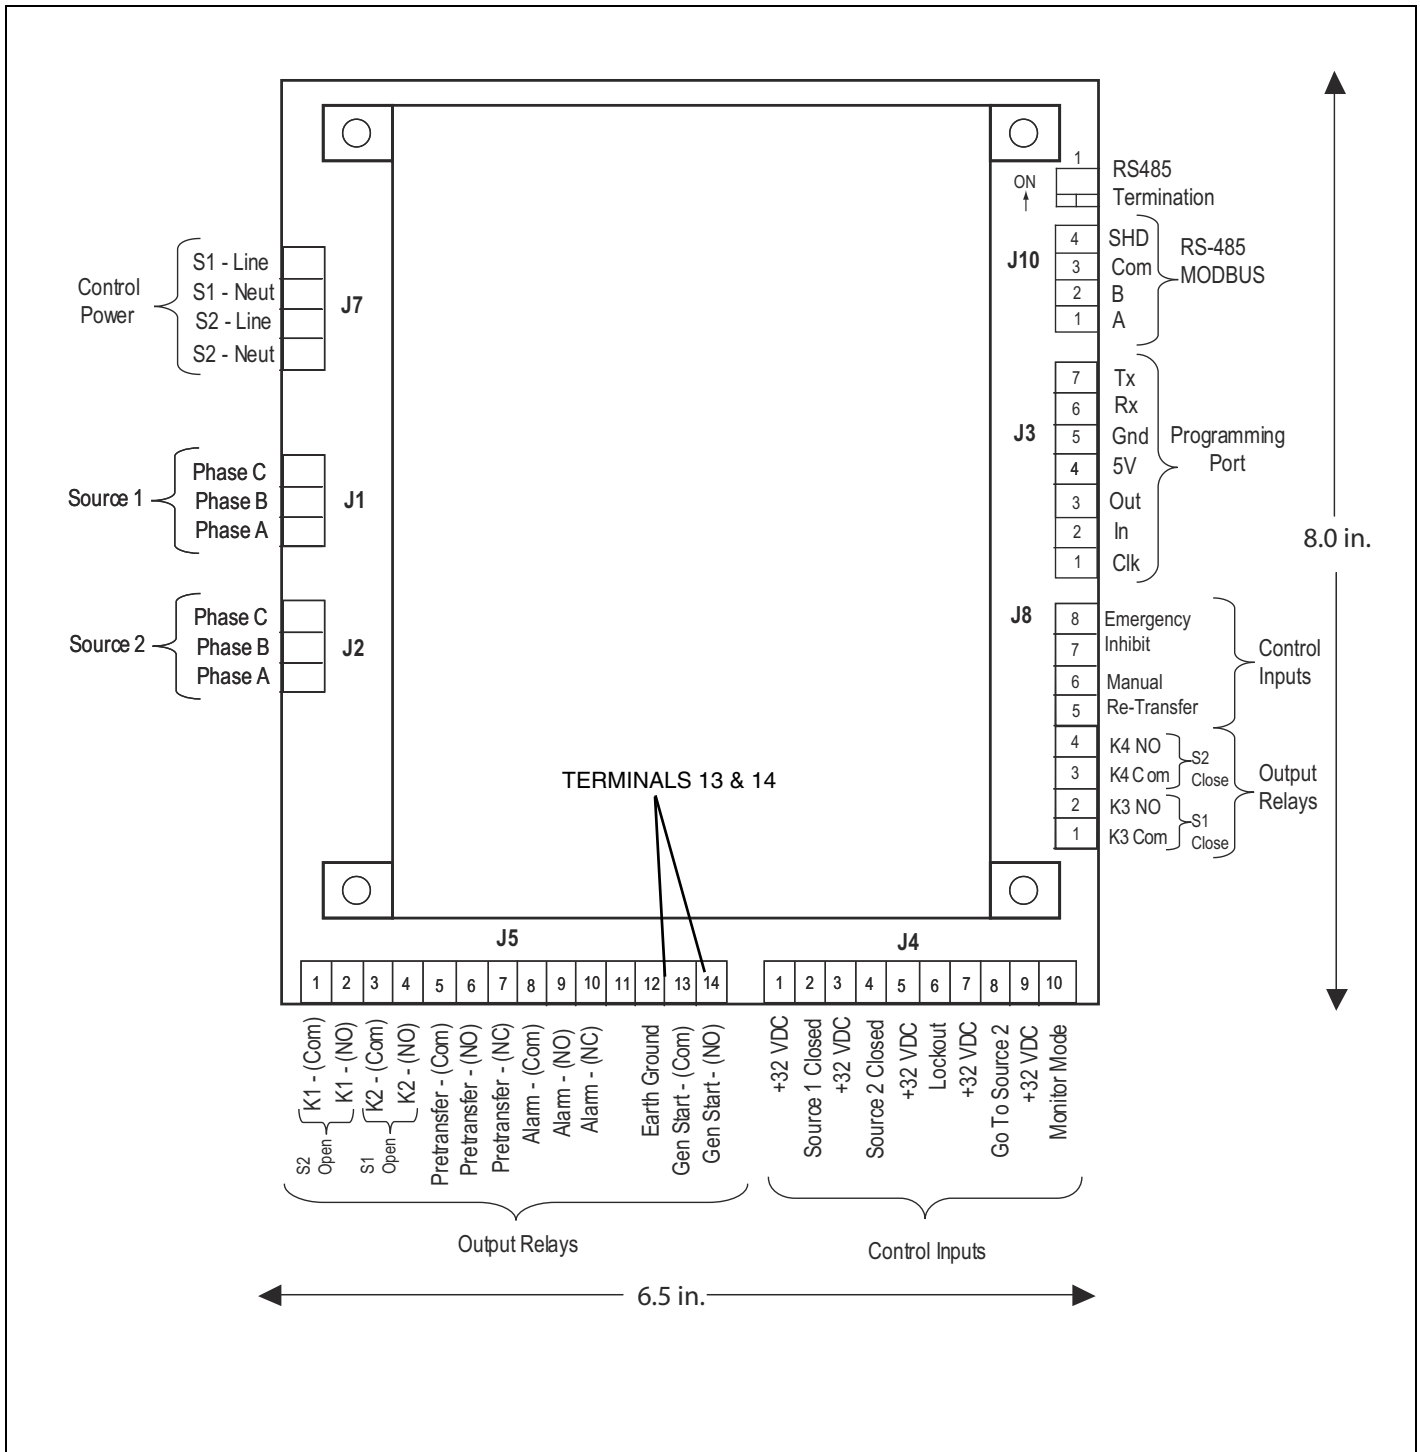 1
RS485
Termination
ON
J10
4 SHD
3 Com
2 B
1 A
RS-485
MODBUS
Control
Power
S1 - Line
S1 - Neut
S2 - Line
S2 - Neut
J7
J3
7 Tx
6 Rx
5 Gnd
4 5V
3 Out
2 In
1 Clk
Programming
Port
Source 1
Phase C
Phase B
Phase A
J1
8.0 in.
Source 2
Phase C
Phase B
Phase A
J2
J8
8 Emergency
7 Inhibit
6 Manual
5 Re-Transfer
Control
Inputs
4 K4 NO
3 K4 Com
S2
Close
2 K3 NO
1 K3 Com
S1
Close
Output
Relays
TERMINALS 13 & 14
J5
1 2 3 4 5 6 7 8 9 10 11 12 13 14
K1 - (Com)
K1 - (NO)
K2 - (Com)
K2 - (NO)
Pretransfer - (Com)
Pretransfer - (NO)
Pretransfer - (NC)
Alarm - (Com)
Alarm - (NO)
Alarm - (NC)
Earth Ground
Gen Start - (Com)
Gen Start - (NO)
S2
Open
S1
Open
Output Relays
J4
1 2 3 4 5 6 7 8 9 10
+32 VDC
Source 1 Closed
+32 VDC
Source 2 Closed
+32 VDC
Lockout
+32 VDC
Go To Source 2
+32 VDC
Monitor Mode
Control Inputs
6.5 in.